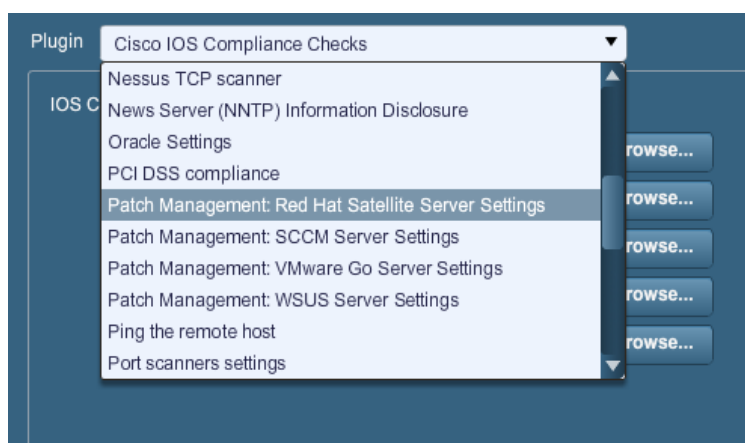 Plugin Cisco IOS Compliance Checks
Nessus TCP scanner
IOS C
News Server (NNTP) Information Disclosure
Oracle Settings
rowse...
PCI DSS compliance
Patch Management: Red Hat Satellite Server Settings
rowse...
Patch Management: SCCM Server Settings
rowse...
Patch Management: VMware Go Server Settings
Patch Management: WSUS Server Settings
rowse...
Ping the remote host
rowse...
Port scanners settings